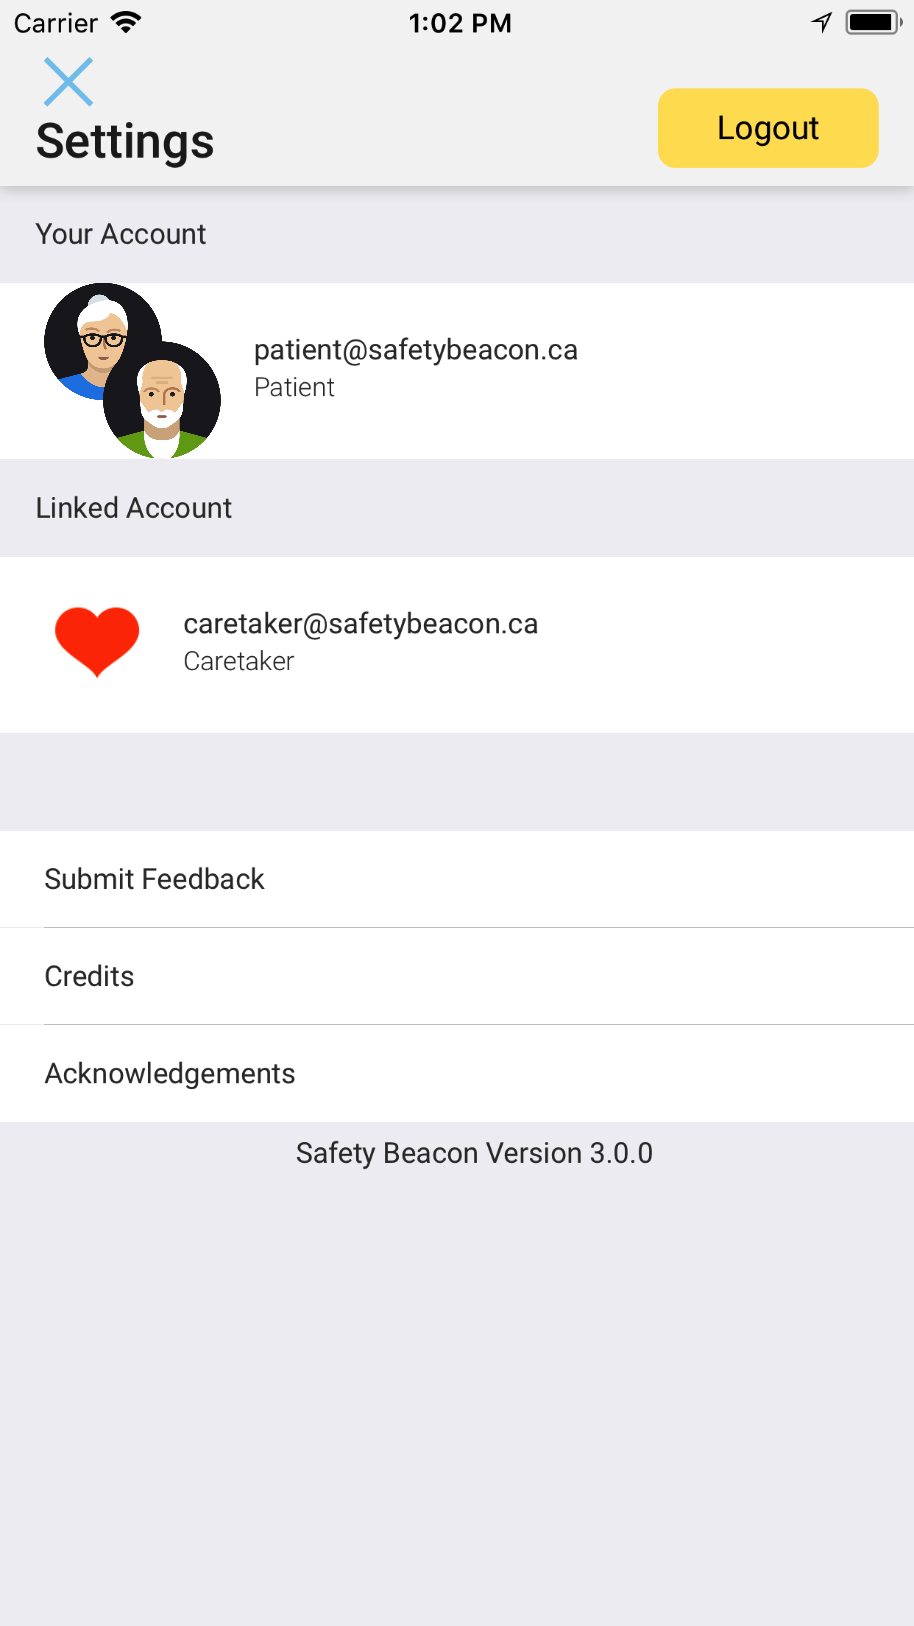 Carrier 1:02 PM
Settings
Logout
Your Account
patient@safetybeacon.ca
Patient
Linked Account
caretaker@safetybeacon.ca
Caretaker
Submit Feedback
Credits
Acknowledgements
Safety Beacon Version 3.0.0